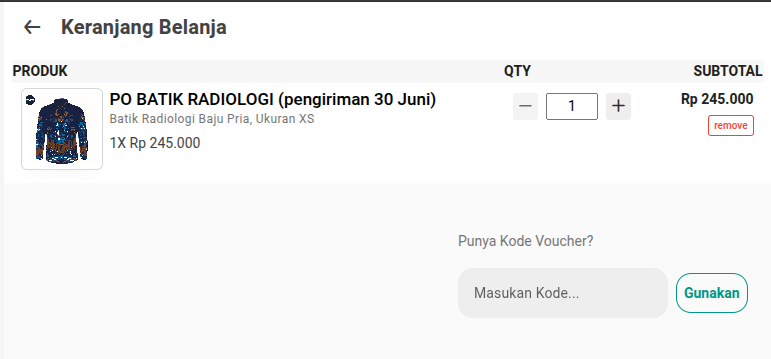 Keranjang Belanja
PRODUK QTY SUBTOTAL
PO BATIK RADIOLOGI (pengiriman 30 Juni)
Batik Radiologi Baju Pria, Ukuran XS
1X Rp 245.000
1
Rp 245.000
remove
Punya Kode Voucher?
Masukan Kode...
Gunakan